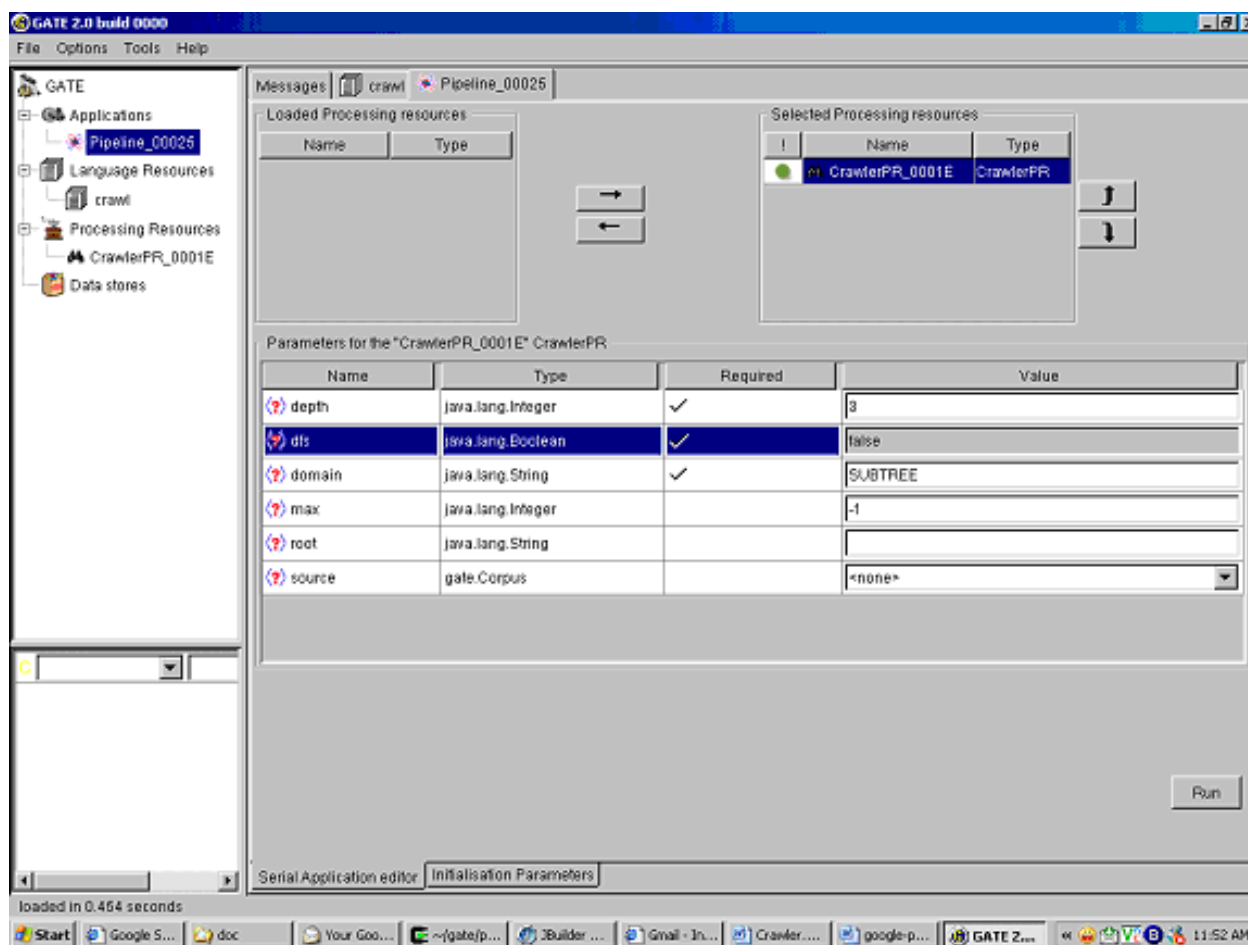 GATE 2.0 build 0000
File Options Tools Help
GATE
Applications
Pipeline_00025
Language Resources
crawl
Processing Resources
CrawlerPR_0001E
Data stores
Messages crawl Pipeline_00025
Loaded Processing resources
Name Type
Selected Processing resources
! Name Type
CrawlerPR_0001E CrawlerPR
Parameters for the "CrawlerPR_0001E" CrawlerPR
Name Type Required Value
<?> depth java.lang.Integer ✓ 3
<?> dfs java.lang.Boolean ✓ false
<?> domain java.lang.String ✓ SUBTREE
<?> max java.lang.Integer -1
<?> root java.lang.String
<?> source gate.Corpus <none>
C
Run
Serial Application editor Initialisation Parameters
loaded in 0.464 seconds
Start Google S... doc Your Goo... ~/gate/p... JBuilder ... Gmail - In... Crawler.... google-p... GATE 2.... « 11:52 AM